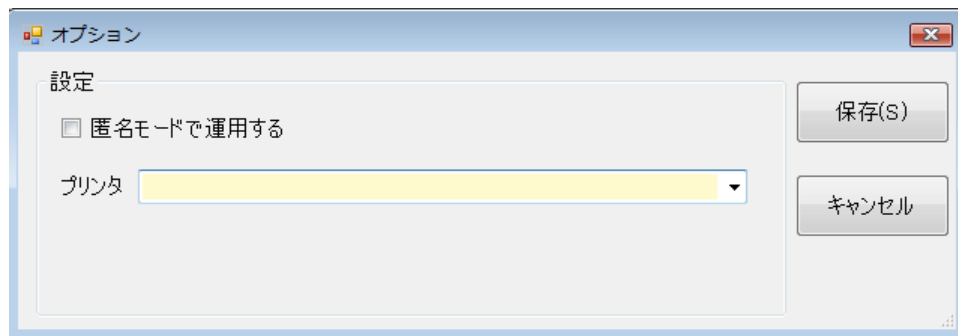 オプション
設定
匿名モードで運用する
プリンタ
保存(S)
キャンセル